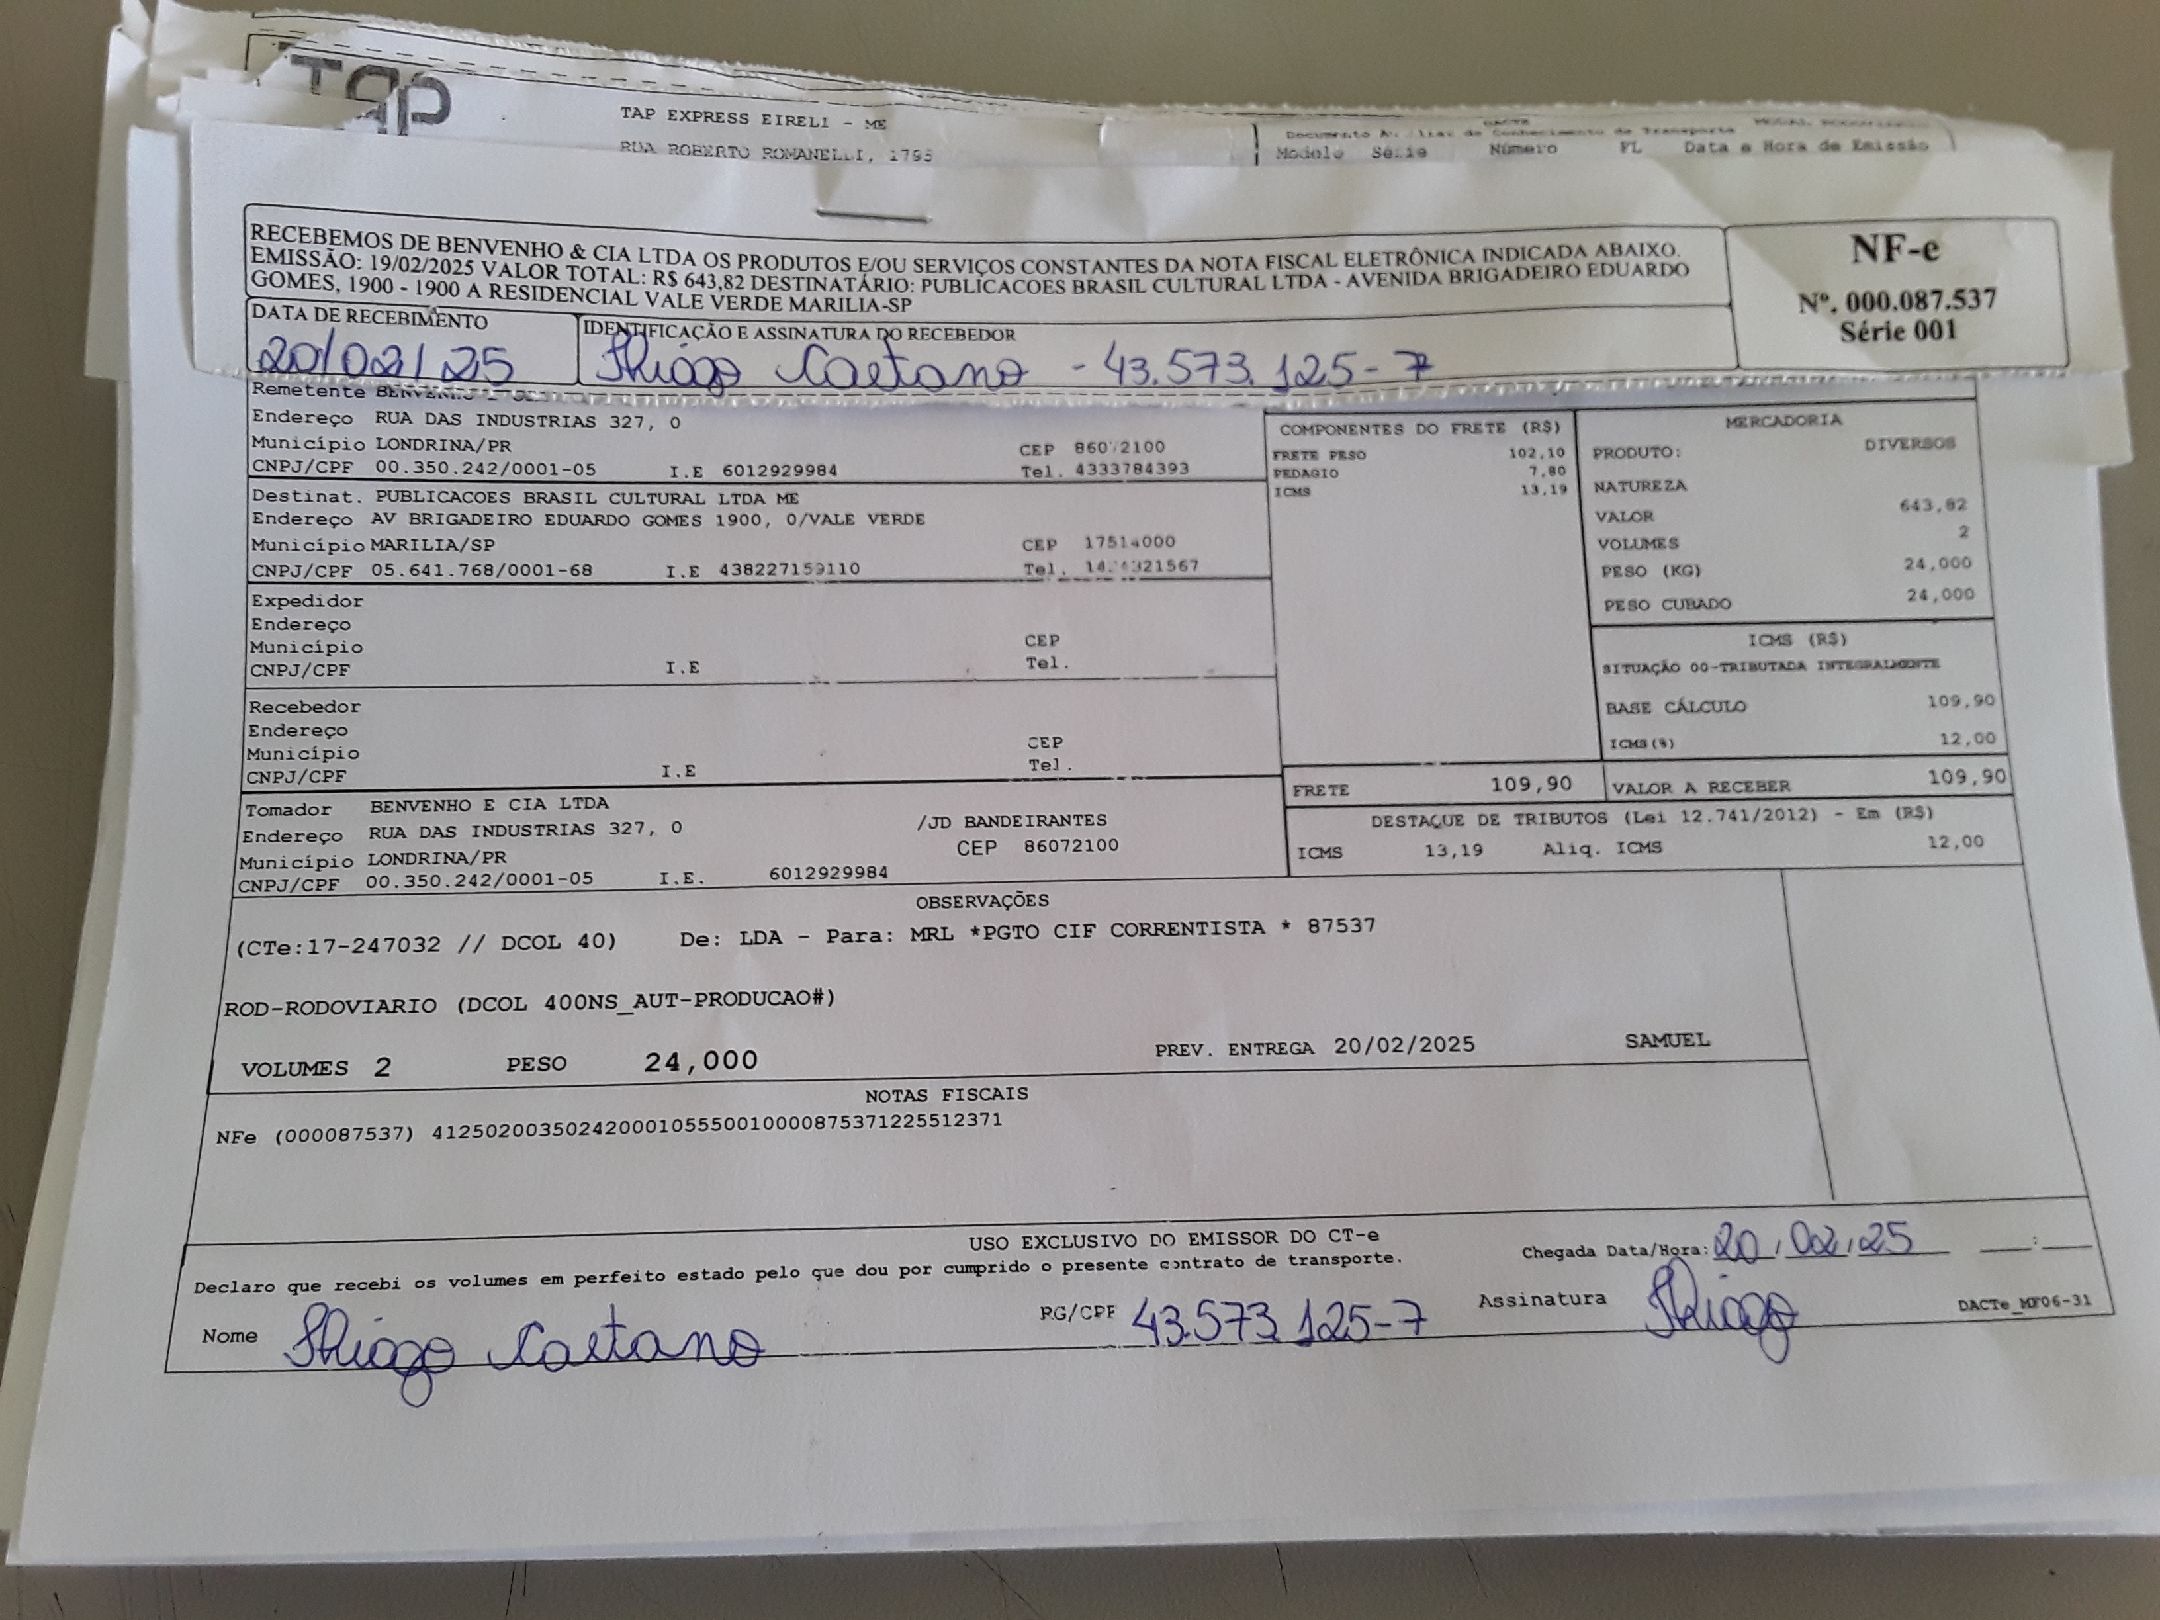 TAP
TAP EXPRESS EIRELI - ME
RUA ROBERTO ROMANELLI, 1795
DACTE
Documento Auxiliar de Conhecimento de Transporte
Modelo Série Número FL Data e Hora de Emissão
RECEBEMOS DE BENVENHO & CIA LTDA OS PRODUTOS E/OU SERVIÇOS CONSTANTES DA NOTA FISCAL ELETRÔNICA INDICADA ABAIXO.
EMISSÃO: 19/02/2025 VALOR TOTAL: R$ 643,82 DESTINATÁRIO: PUBLICACOES BRASIL CULTURAL LTDA - AVENIDA BRIGADEIRO EDUARDO
GOMES, 1900 - 1900 A RESIDENCIAL VALE VERDE MARILIA-SP
NF-e
Nº. 000.087.537
Série 001
DATA DE RECEBIMENTO
20/02/25
IDENTIFICAÇÃO E ASSINATURA DO RECEBEDOR
Thiago Caetano - 43.573.125-7
Remetente
Endereço RUA DAS INDUSTRIAS 327, 0
Município LONDRINA/PR CEP 86072100
CNPJ/CPF 00.350.242/0001-05 I.E 6012929984 Tel. 4333784393
Destinat. PUBLICACOES BRASIL CULTURAL LTDA ME
Endereço AV BRIGADEIRO EDUARDO GOMES 1900, 0/VALE VERDE
Município MARILIA/SP CEP 17514000
CNPJ/CPF 05.641.768/0001-68 I.E 438227159110 Tel.
Expedidor
Endereço
Município CEP
CNPJ/CPF I.E Tel.
Recebedor
Endereço
Município CEP
CNPJ/CPF I.E Tel.
Tomador BENVENHO E CIA LTDA
Endereço RUA DAS INDUSTRIAS 327, 0 /JD BANDEIRANTES
Município LONDRINA/PR CEP 86072100
CNPJ/CPF 00.350.242/0001-05 I.E. 6012929984
COMPONENTES DO FRETE (R$)
FRETE PESO 102,10
PEDAGIO 7,80
ICMS 13,19
MERCADORIA
PRODUTO: DIVERSOS
NATUREZA
VALOR 643,82
VOLUMES 2
PESO (KG) 24,000
PESO CUBADO 24,000
ICMS (R$)
SITUAÇÃO 00-TRIBUTADA INTEGRALMENTE
BASE CÁLCULO 109,90
ICMS(%) 12,00
FRETE 109,90 VALOR A RECEBER 109,90
DESTAQUE DE TRIBUTOS (Lei 12.741/2012) - Em (R$)
ICMS 13,19 Aliq. ICMS 12,00
OBSERVAÇÕES
(CTe:17-247032 // DCOL 40) De: LDA - Para: MRL *PGTO CIF CORRENTISTA * 87537
ROD-RODOVIARIO (DCOL 400NS_AUT-PRODUCAO#)
VOLUMES 2 PESO 24,000 PREV. ENTREGA 20/02/2025 SAMUEL
NOTAS FISCAIS
NFe (000087537) 41250200350242000105550010000875371225512371
USO EXCLUSIVO DO EMISSOR DO CT-e
Declaro que recebi os volumes em perfeito estado pelo que dou por cumprido o presente contrato de transporte.
Chegada Data/Hora: 20/02/25 __:__
Nome Thiago Caetano RG/CPF 43.573.125-7 Assinatura Thiago
DACTe_MF06-31